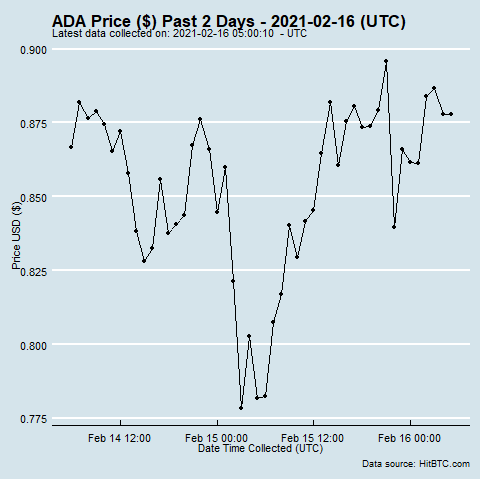 ADA Price ($) Past 2 Days - 2021-02-16 (UTC)
Latest data collected on: 2021-02-16 05:00:10  - UTC
0.900
0.875
0.850
0.825
0.800
0.775
Price USD ($)
Feb 14 12:00 Feb 15 00:00 Feb 15 12:00 Feb 16 00:00
Date Time Collected (UTC)
Data source: HitBTC.com